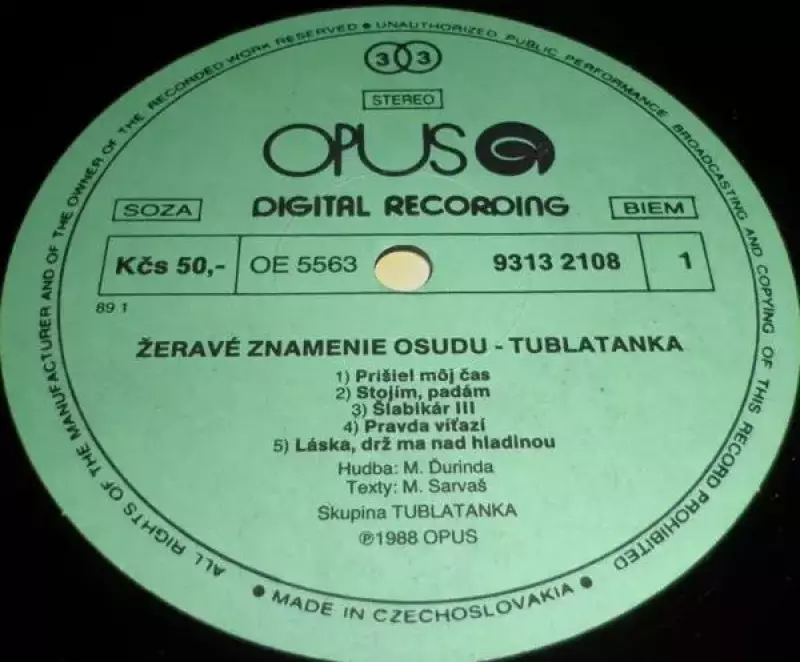 ALL RIGHTS OF THE MANUFACTURER AND OF THE OWNER OF THE RECORDED WORK RESERVED ● UNAUTHORIZED PUBLIC PERFORMANCE BROADCASTING AND COPYING OF THIS RECORD PROHIBITED
33
STEREO
OPUS
SOZA DIGITAL RECORDING BIEM
Kčs 50,- OE 5563 9313 2108 1
89 1
ŽERAVÉ ZNAMENIE OSUDU - TUBLATANKA
1) Prišiel môj čas
2) Stojím, padám
3) Šlabikár III
4) Pravda víťazí
5) Láska, drž ma nad hladinou
Hudba: M. Ďurinda
Texty: M. Sarvaš
Skupina TUBLATANKA
℗1988 OPUS
● MADE IN CZECHOSLOVAKIA ●